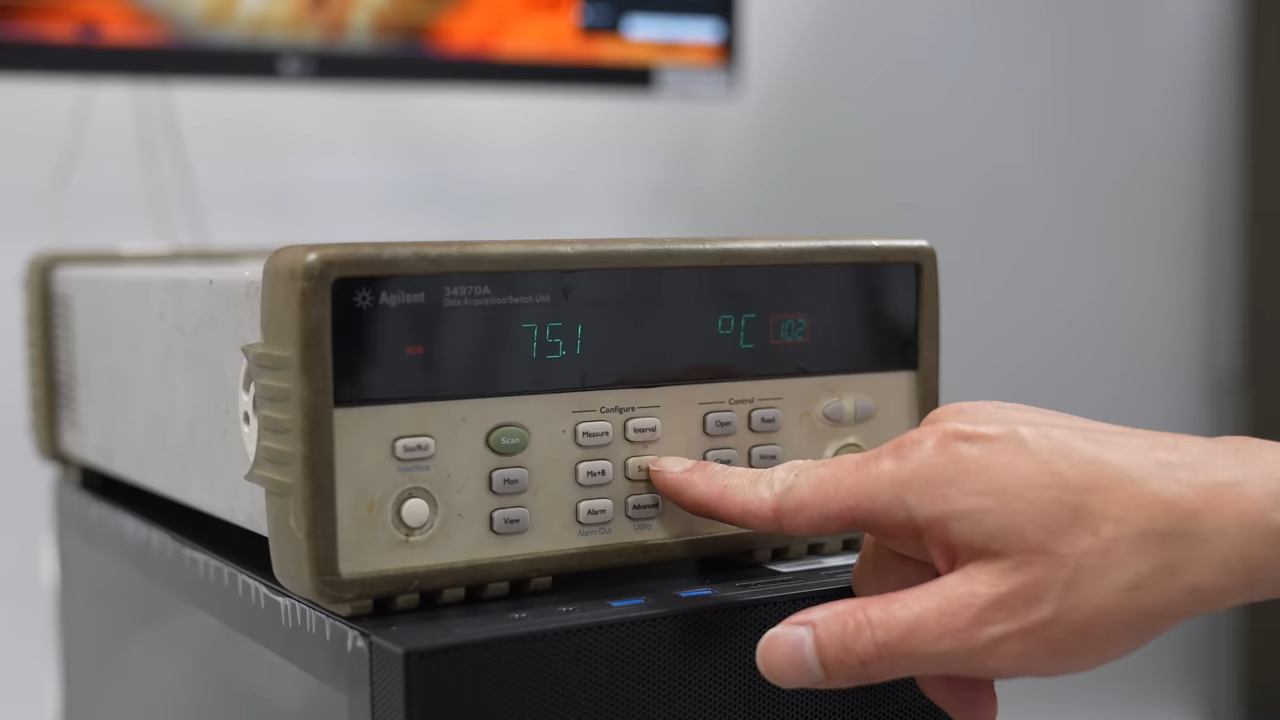 Agilent
34970A
Data Acquisition/Switch Unit
75.1 °C 102
Configure
Control
Measure Interval
Open Read
Scan
Interface
Mx+B
Write
Mon
View
Alarm Advanced
Alarm Out Utility